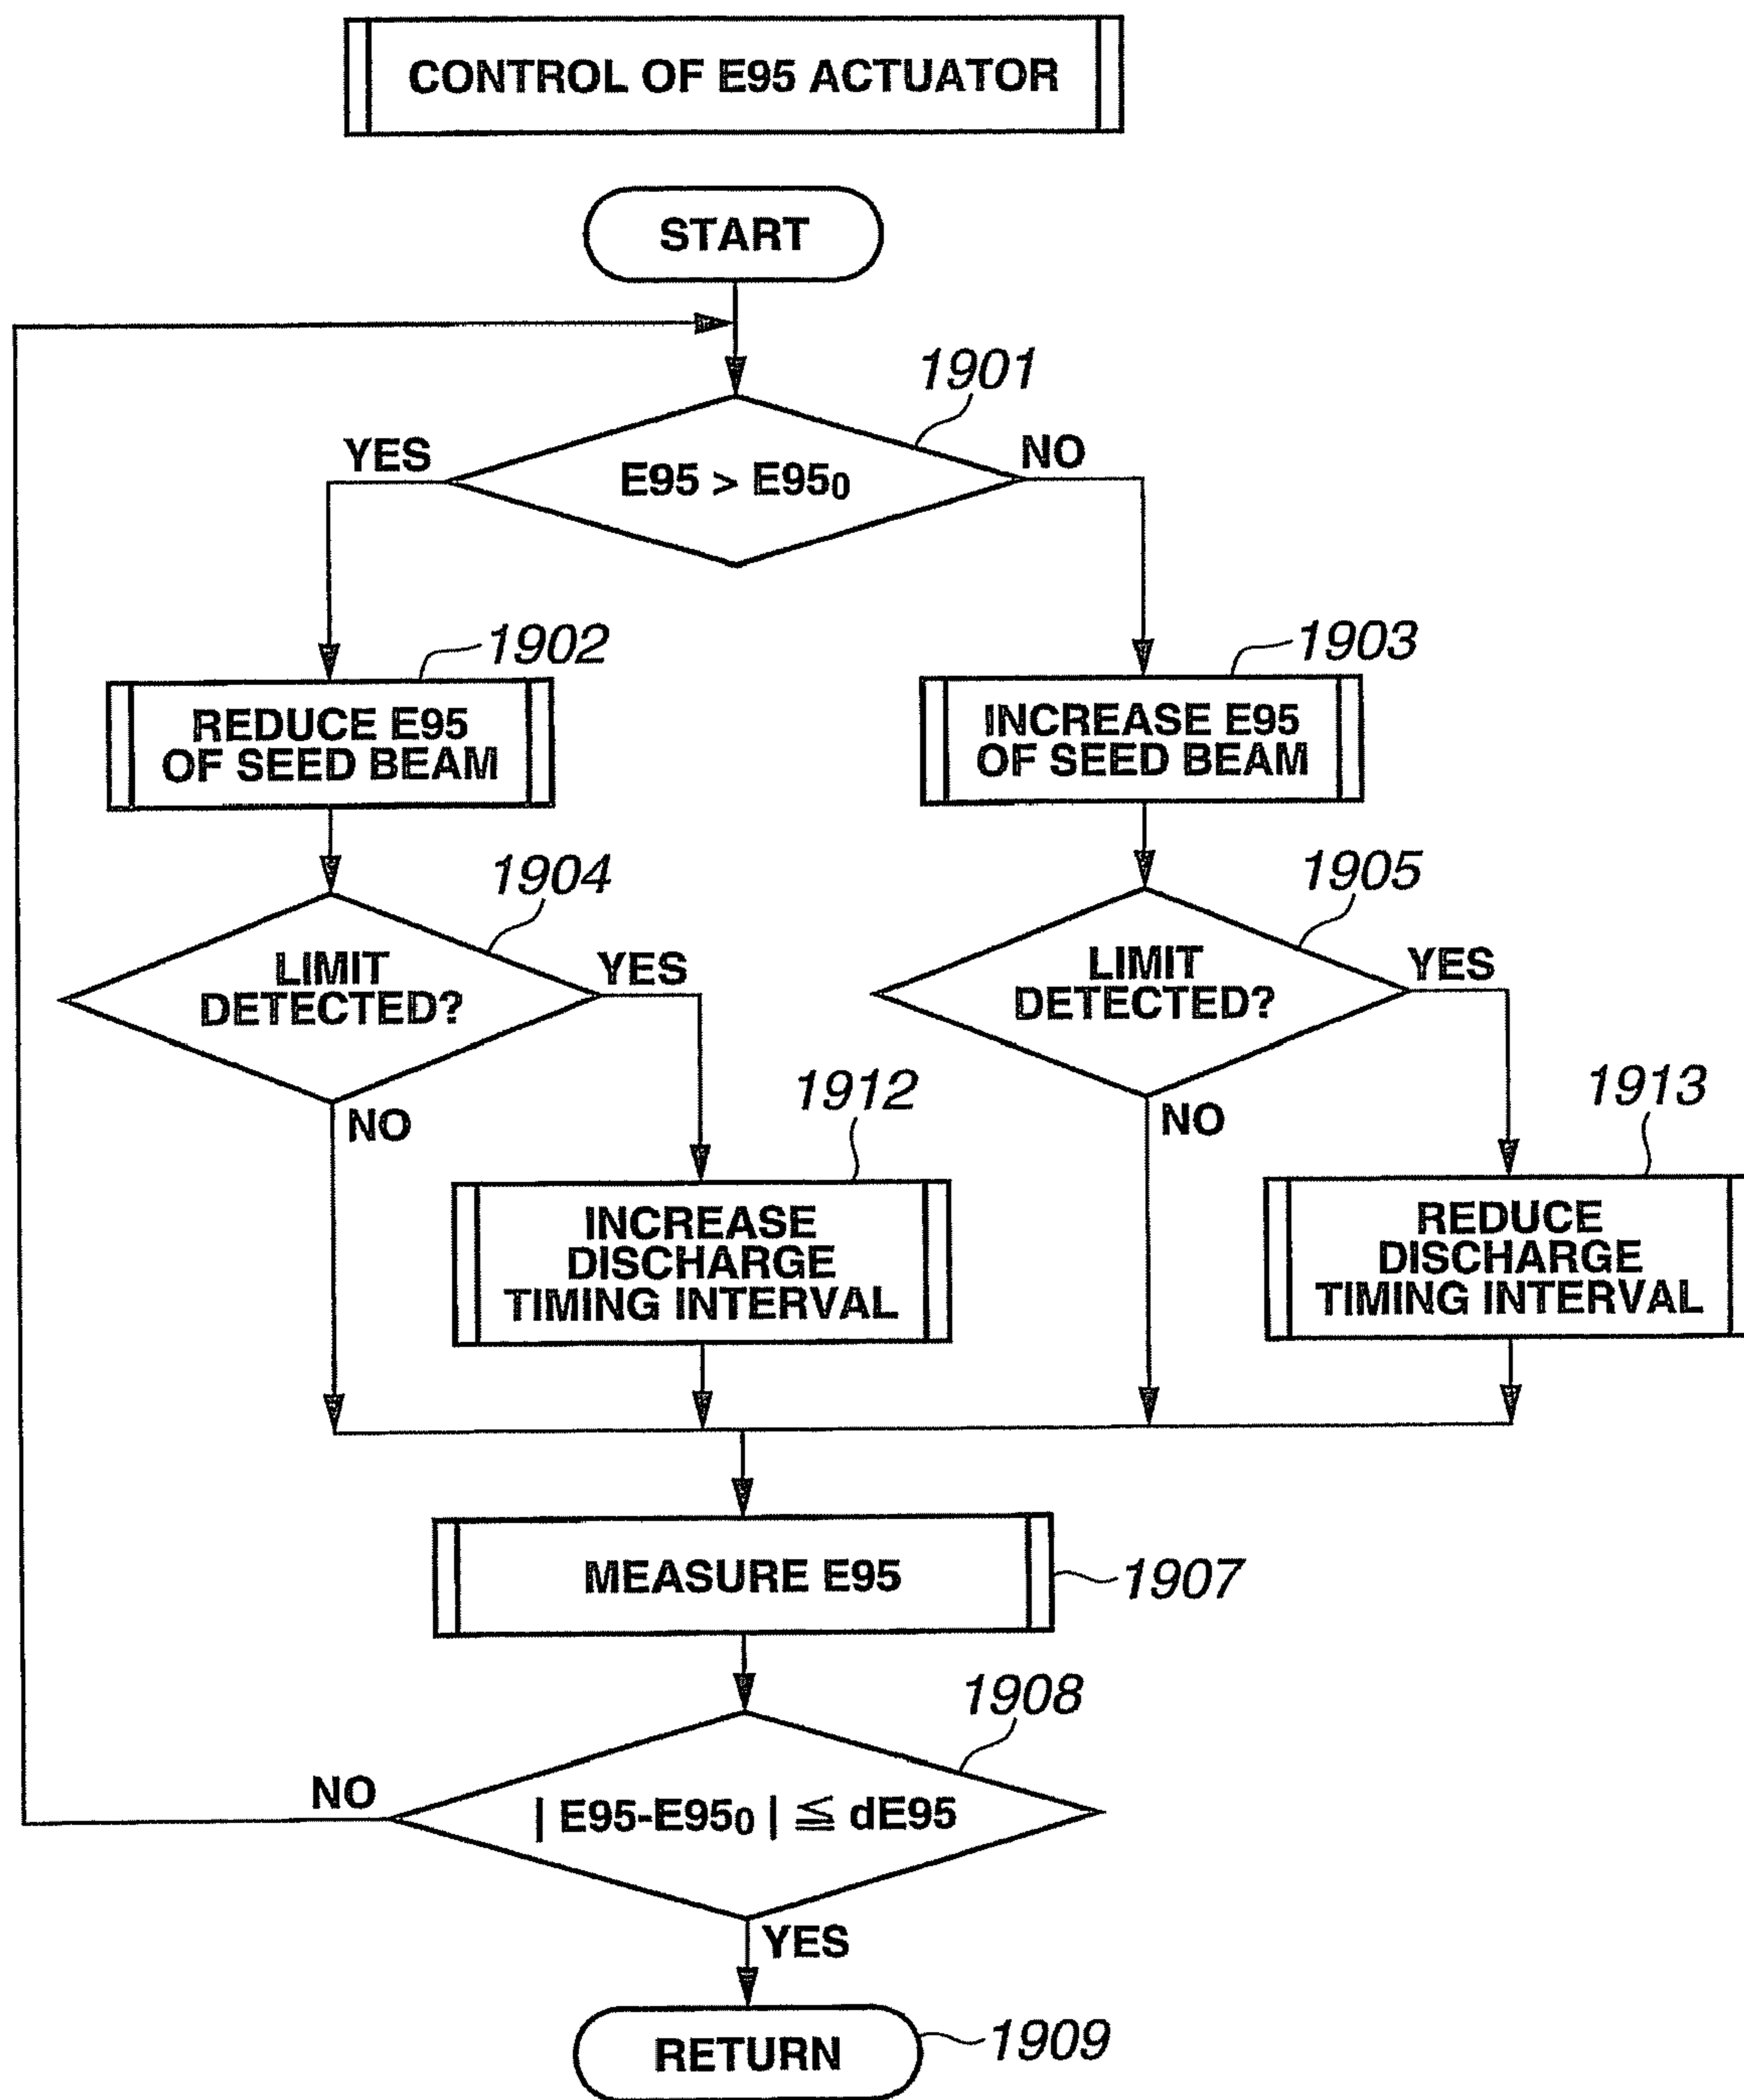 CONTROL OF E95 ACTUATOR
START
1901
YES
NO
E95 > E95₀
1902
1903
REDUCE E95
OF SEED BEAM
INCREASE E95
OF SEED BEAM
1904
1905
LIMIT
DETECTED?
YES
LIMIT
DETECTED?
YES
NO
1912
NO
1913
INCREASE
DISCHARGE
TIMING INTERVAL
REDUCE
DISCHARGE
TIMING INTERVAL
MEASURE E95
1907
1908
NO
| E95-E95₀ | ≦ dE95
YES
RETURN
1909